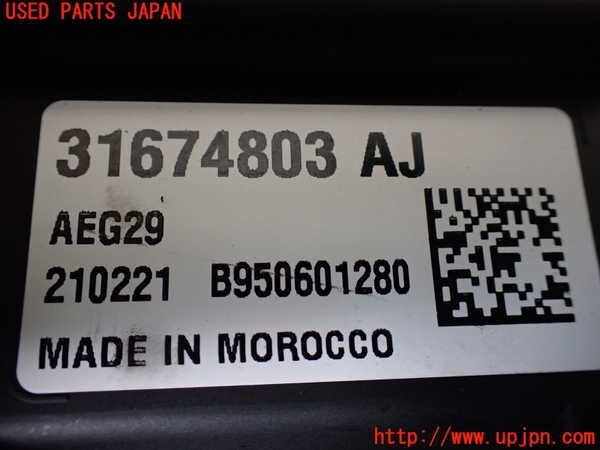 USED PARTS JAPAN
31674803 AJ
AEG29
210221 B950601280
MADE IN MOROCCO
http://www.upjpn.com/